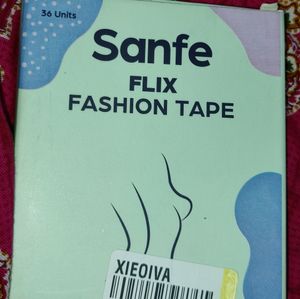 36 Units
Sanfe
FLIX
FASHION TAPE
XIEOIVA